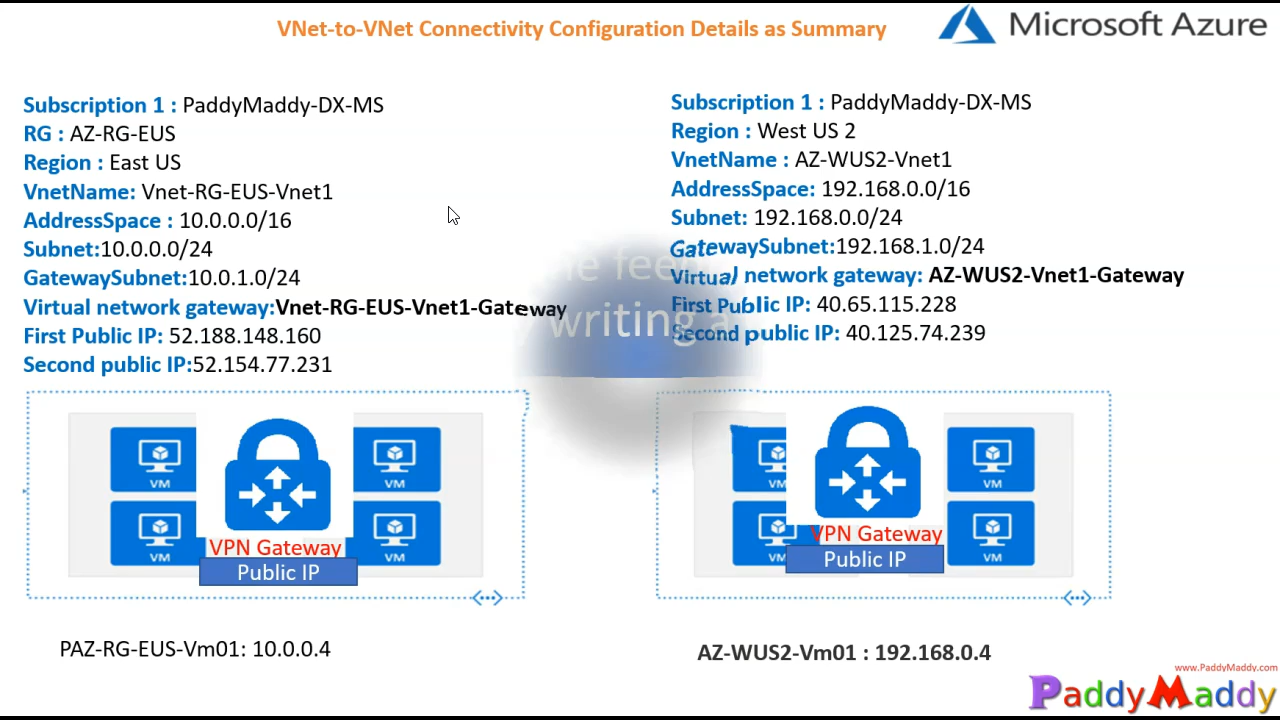 VNet-to-VNet Connectivity Configuration Details as Summary
Microsoft Azure
Subscription 1 : PaddyMaddy-DX-MS
RG : AZ-RG-EUS
Region : East US
VnetName: Vnet-RG-EUS-Vnet1
AddressSpace : 10.0.0.0/16
Subnet:10.0.0.0/24
GatewaySubnet:10.0.1.0/24
Virtual network gateway:Vnet-RG-EUS-Vnet1-Gateway
First Public IP: 52.188.148.160
Second public IP:52.154.77.231
Subscription 1 : PaddyMaddy-DX-MS
Region : West US 2
VnetName : AZ-WUS2-Vnet1
AddressSpace: 192.168.0.0/16
Subnet: 192.168.0.0/24
GatewaySubnet:192.168.1.0/24
Virtual network gateway: AZ-WUS2-Vnet1-Gateway
First Public IP: 40.65.115.228
Second public IP: 40.125.74.239
writing a
VM
VM
VM
VM
VPN Gateway
Public IP
VM
VM
VM
VM
VPN Gateway
Public IP
PAZ-RG-EUS-Vm01: 10.0.0.4
AZ-WUS2-Vm01 : 192.168.0.4
www.PaddyMaddy.com
PaddyMaddy